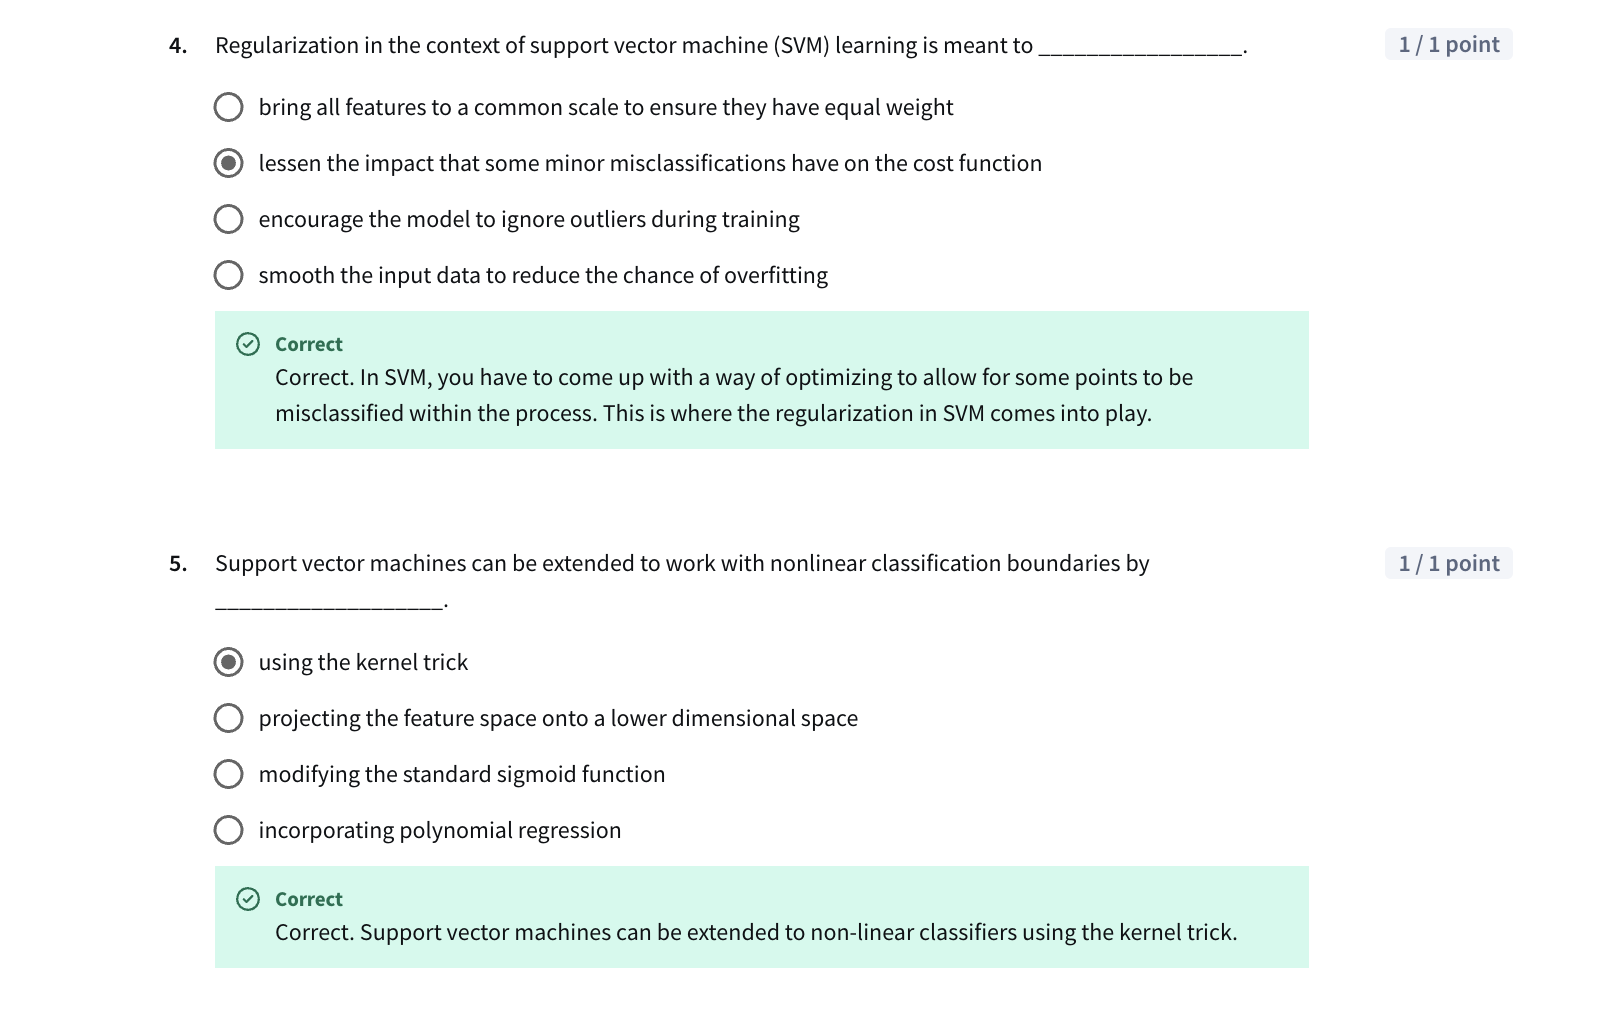 4. Regularization in the context of support vector machine (SVM) learning is meant to _________________.
1 / 1 point
bring all features to a common scale to ensure they have equal weight
lessen the impact that some minor misclassifications have on the cost function
encourage the model to ignore outliers during training
smooth the input data to reduce the chance of overfitting
Correct
Correct. In SVM, you have to come up with a way of optimizing to allow for some points to be
misclassified within the process. This is where the regularization in SVM comes into play.
5. Support vector machines can be extended to work with nonlinear classification boundaries by
___________________.
1 / 1 point
using the kernel trick
projecting the feature space onto a lower dimensional space
modifying the standard sigmoid function
incorporating polynomial regression
Correct
Correct. Support vector machines can be extended to non-linear classifiers using the kernel trick.